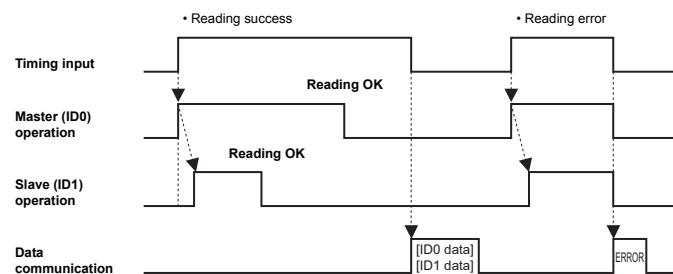 • Reading success
• Reading error
Timing input
Reading OK
Master (ID0)
operation
Reading OK
Slave (ID1)
operation
Data
communication
[ID0 data]
[ID1 data]
ERROR